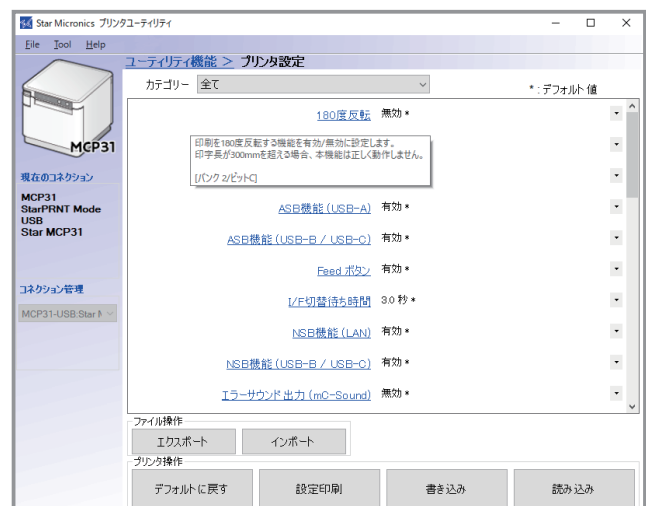 Star Micronics プリンタユーティリティ
File Tool Help
ユーティリティ機能 > プリンタ設定
カテゴリー 全て
* : デフォルト値
MCP31
180度反転 無効 *
印刷を180度反転する機能を有効/無効に設定します。
印字長が300mmを超える場合、本機能は正しく動作しません。
[バンク 2/ビットC]
現在のコネクション
MCP31
StarPRNT Mode
USB
Star MCP31
コネクション管理
MCP31-USB:Star
ASB機能 (USB-A) 有効 *
ASB機能 (USB-B / USB-C) 有効 *
Feed ボタン 有効 *
I/F切替待ち時間 3.0 秒 *
NSB機能 (LAN) 有効 *
NSB機能 (USB-B / USB-C) 有効 *
エラーサウンド出力 (mC-Sound) 無効 *
ファイル操作
エクスポート インポート
プリンタ操作
デフォルトに戻す 設定印刷 書き込み 読み込み